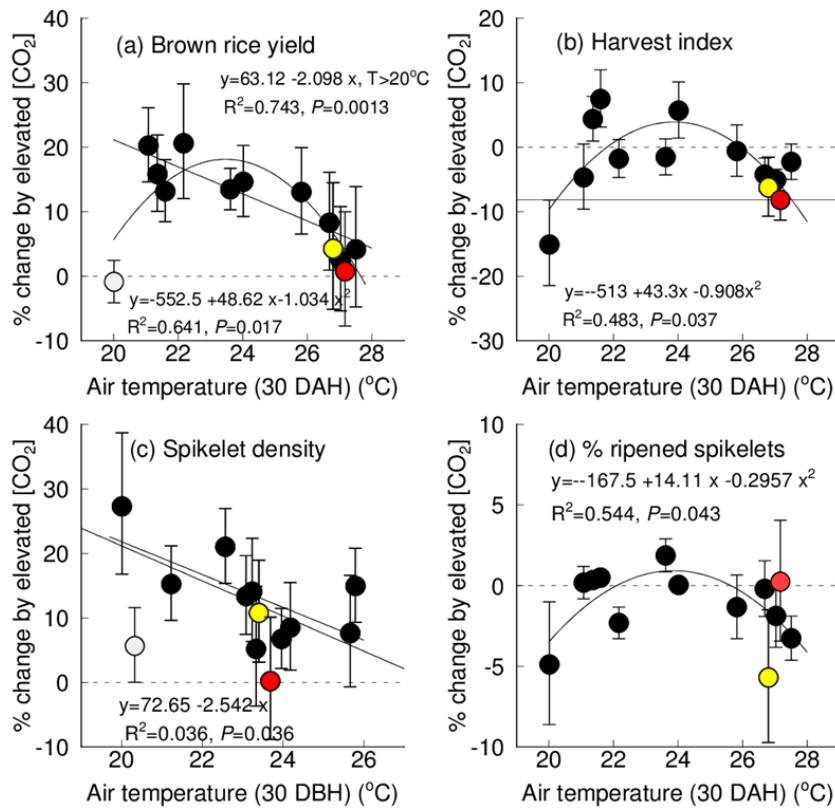 40
30
20
10
0
-10
% change by elevated [CO₂]
(a) Brown rice yield
y=63.12 -2.098 x, T>20°C
R²=0.743, P=0.0013
y=-552.5 +48.62 x-1.034 x²
R²=0.641, P=0.017
20 22 24 26 28
Air temperature (30 DAH) (°C)
20
10
0
-10
-20
-30
% change by elevated [CO₂]
(b) Harvest index
y=--513 +43.3x -0.908x²
R²=0.483, P=0.037
20 22 24 26 28
Air temperature (30 DAH) (°C)
40
30
20
10
0
-10
% change by elevated [CO₂]
(c) Spikelet density
y=72.65 -2.542 x
R²=0.036, P=0.036
20 22 24 26
Air temperature (30 DBH) (°C)
10
5
0
-5
-10
% change by elevated [CO₂]
(d) % ripened spikelets
y=--167.5 +14.11 x -0.2957 x²
R²=0.544, P=0.043
20 22 24 26 28
Air temperature (30 DAH) (°C)